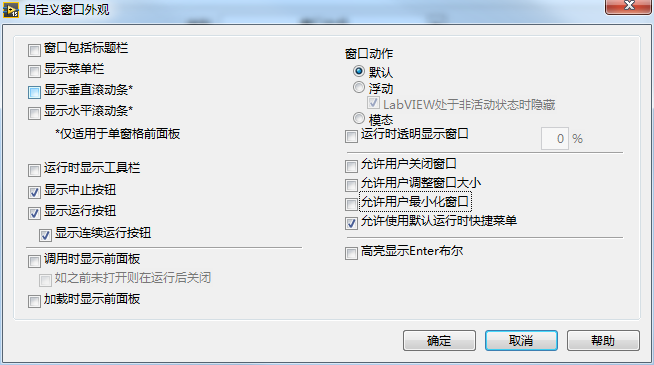 自定义窗口外观
窗口包括标题栏
显示菜单栏
显示垂直滚动条*
显示水平滚动条*
*仅适用于单窗格前面板
运行时显示工具栏
显示中止按钮
显示运行按钮
显示连续运行按钮
调用时显示前面板
如之前未打开则在运行后关闭
加载时显示前面板
窗口动作
默认
浮动
LabVIEW处于非活动状态时隐藏
模态
运行时透明显示窗口 0 %
允许用户关闭窗口
允许用户调整窗口大小
允许用户最小化窗口
允许使用默认运行时快捷菜单
高亮显示Enter布尔
确定 取消 帮助